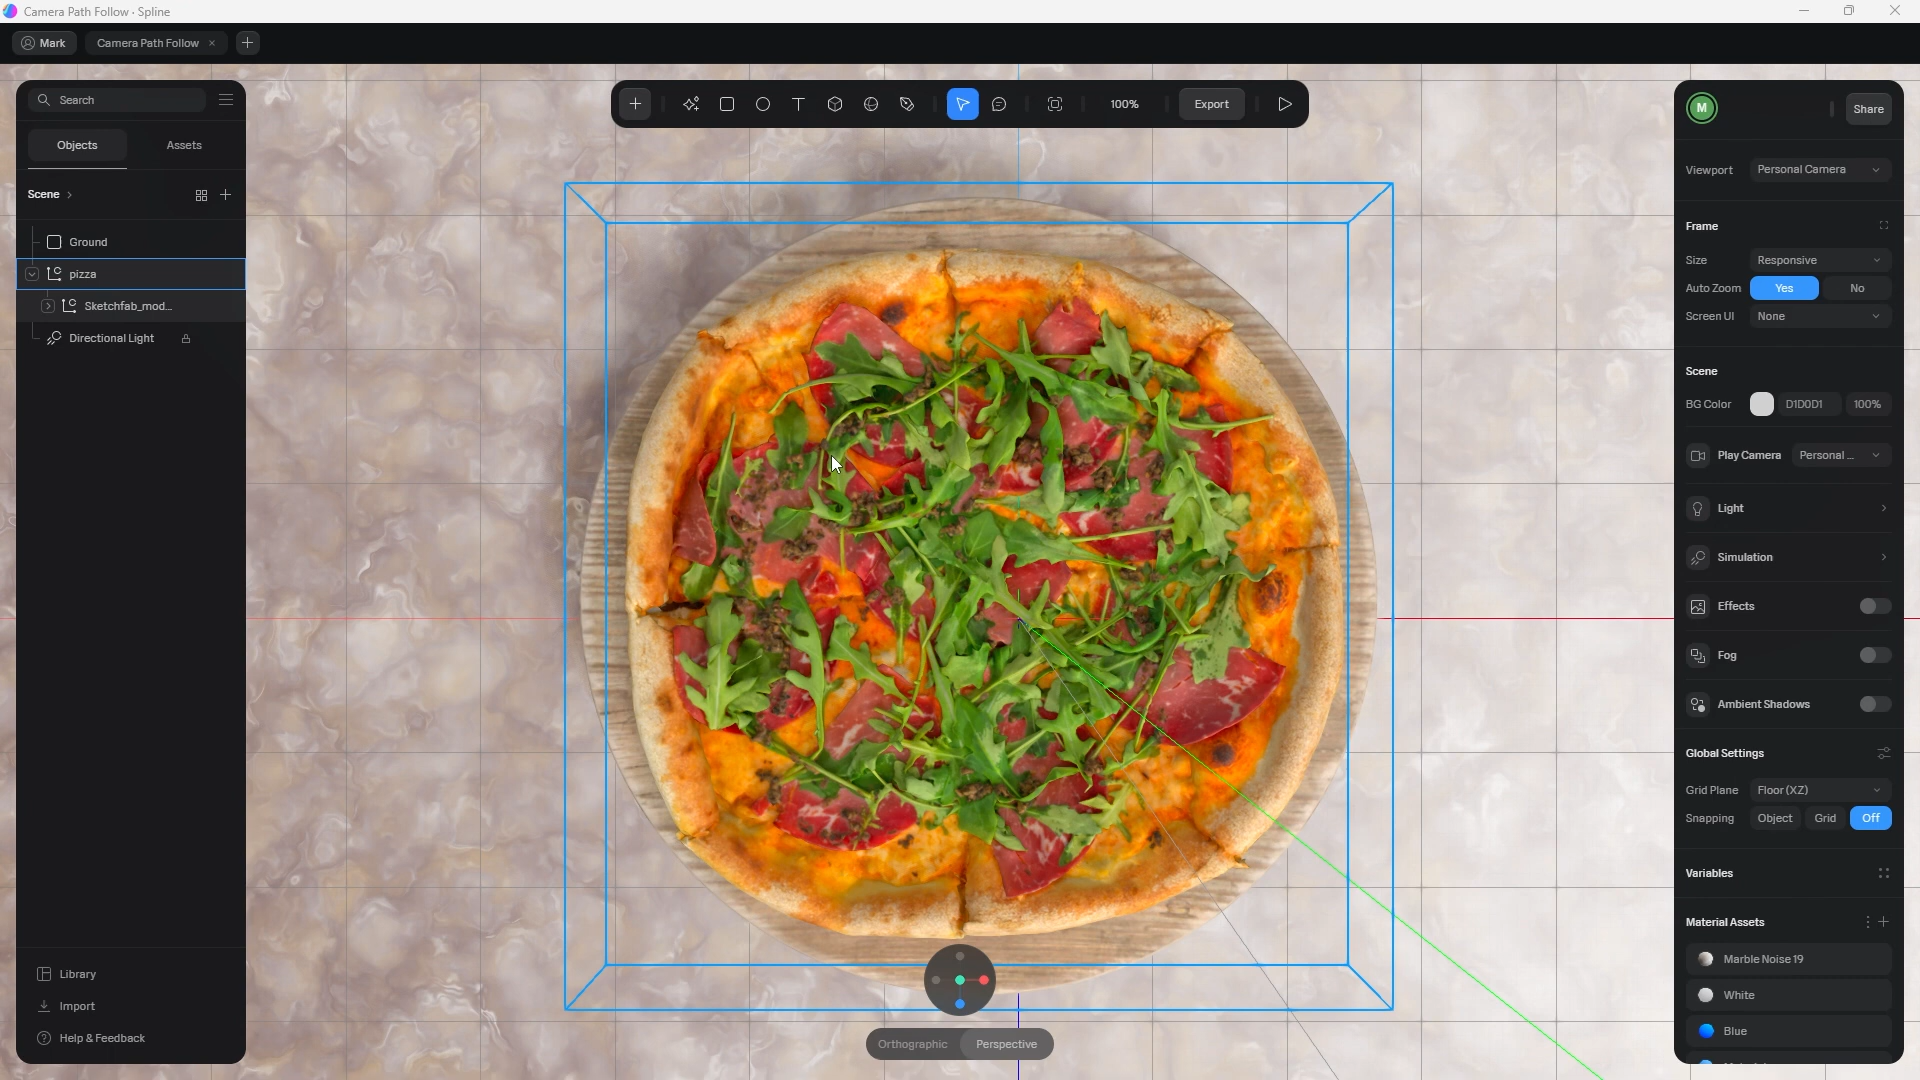 Camera Path Follow - Spline
Mark
Camera Path Follow
Search
Objects
Assets
Scene
Ground
pizza
Sketchfab_mod...
Directional Light
Library
Import
Help & Feedback
100%
Export
Orthographic
Perspective
M
Share
Viewport
Personal Camera
Frame
Size
Responsive
Auto Zoom
Yes
No
Screen UI
None
Scene
BG Color
D1D0D1
100%
Play Camera
Personal ...
Light
Simulation
Effects
Fog
Ambient Shadows
Global Settings
Grid Plane
Floor (XZ)
Snapping
Object
Grid
Off
Variables
Material Assets
Marble Noise 19
White
Blue